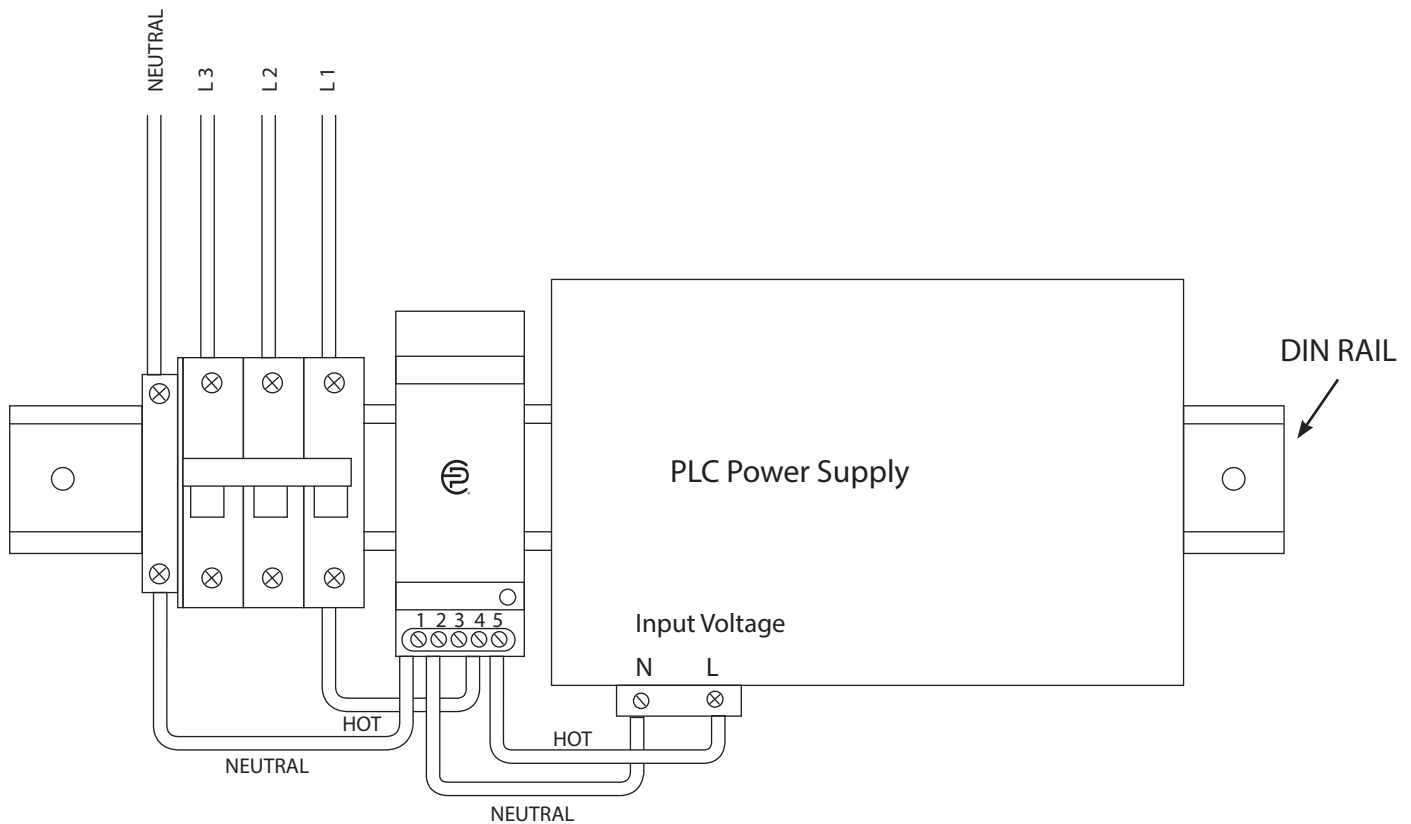 NEUTRAL
L 3
L 2
L 1
DIN RAIL
PLC Power Supply
1 2 3 4 5
Input Voltage
N L
HOT
NEUTRAL
HOT
NEUTRAL